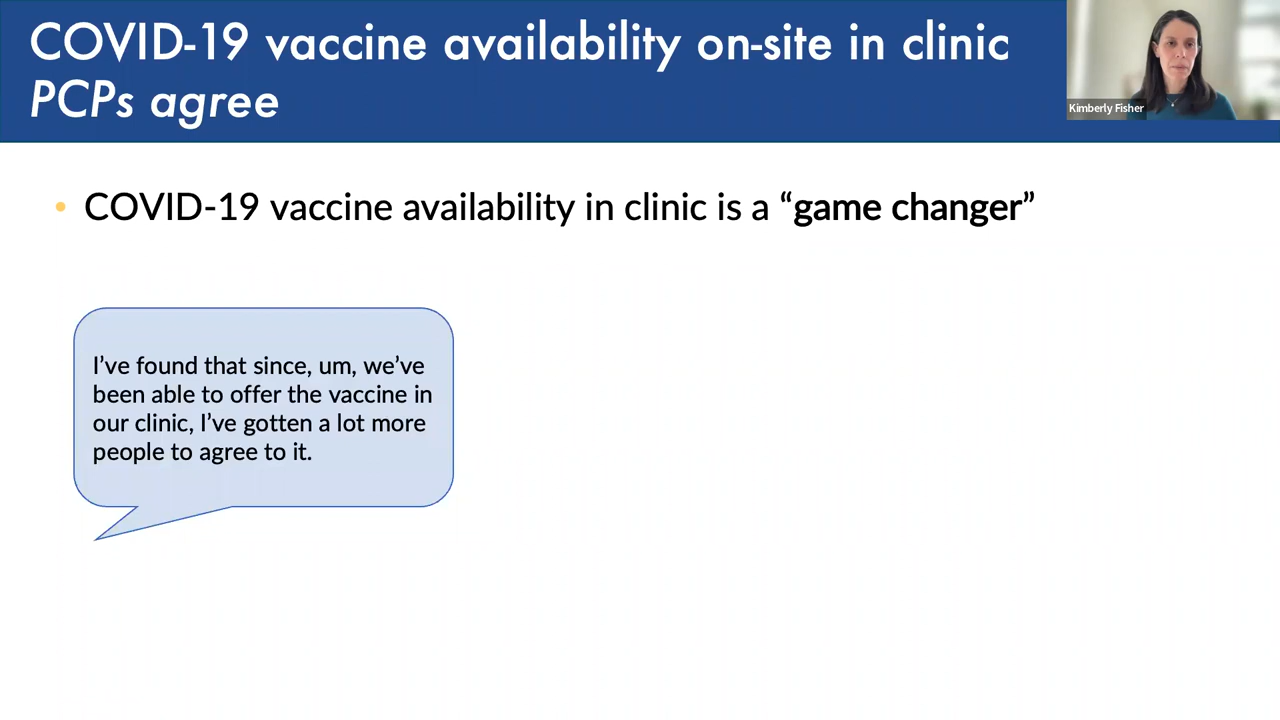 COVID-19 vaccine availability on-site in clinic
PCPs agree
Kimberly Fisher
• COVID-19 vaccine availability in clinic is a “game changer”
I’ve found that since, um, we’ve
been able to offer the vaccine in
our clinic, I’ve gotten a lot more
people to agree to it.